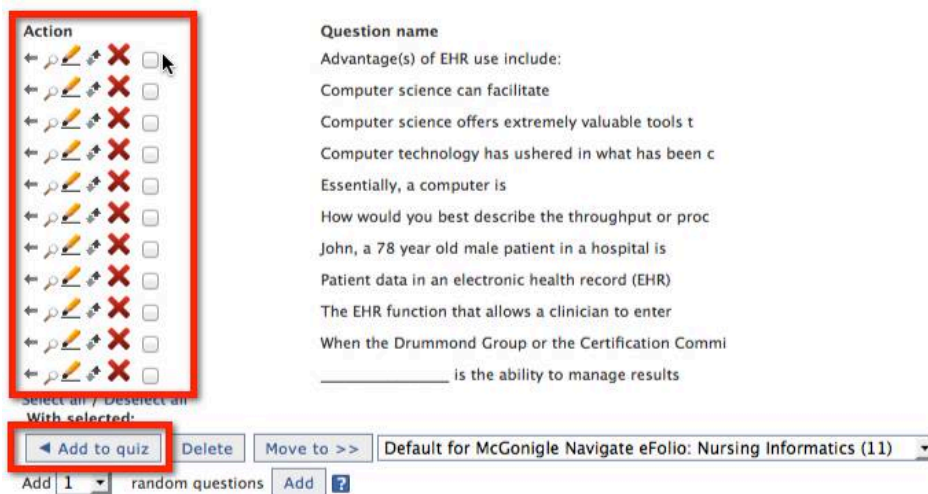 Action Question name
Advantage(s) of EHR use include:
Computer science can facilitate
Computer science offers extremely valuable tools t
Computer technology has ushered in what has been c
Essentially, a computer is
How would you best describe the throughput or proc
John, a 78 year old male patient in a hospital is
Patient data in an electronic health record (EHR)
The EHR function that allows a clinician to enter
When the Drummond Group or the Certification Commi
______________ is the ability to manage results
Select all / Deselect all
With selected:
◄ Add to quiz Delete Move to >> Default for McGonigle Navigate eFolio: Nursing Informatics (11)
Add 1 random questions Add ?